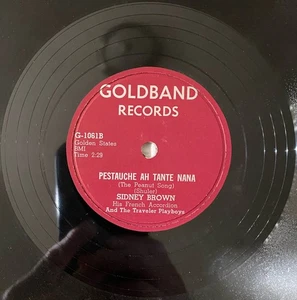 GOLDBAND
RECORDS
G-1061B
Golden States
BMI
Time 2:29
PESTAUCHE AH TANTE NANA
(The Peanut Song)
(Shuler)
SIDNEY BROWN
His French Accordion
And The Traveler Playboys